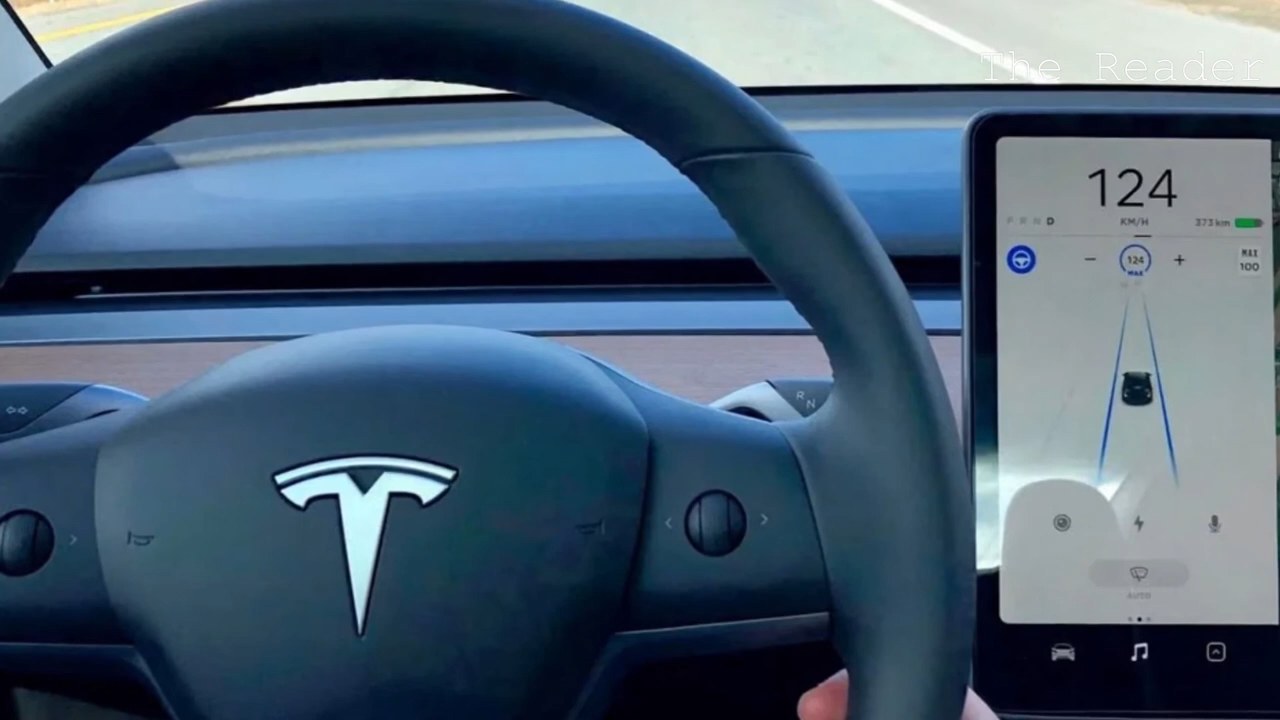 The Reader
124
P R N D
KM/H
373 km
124
MAX
MAX
100
R
N
AUTO